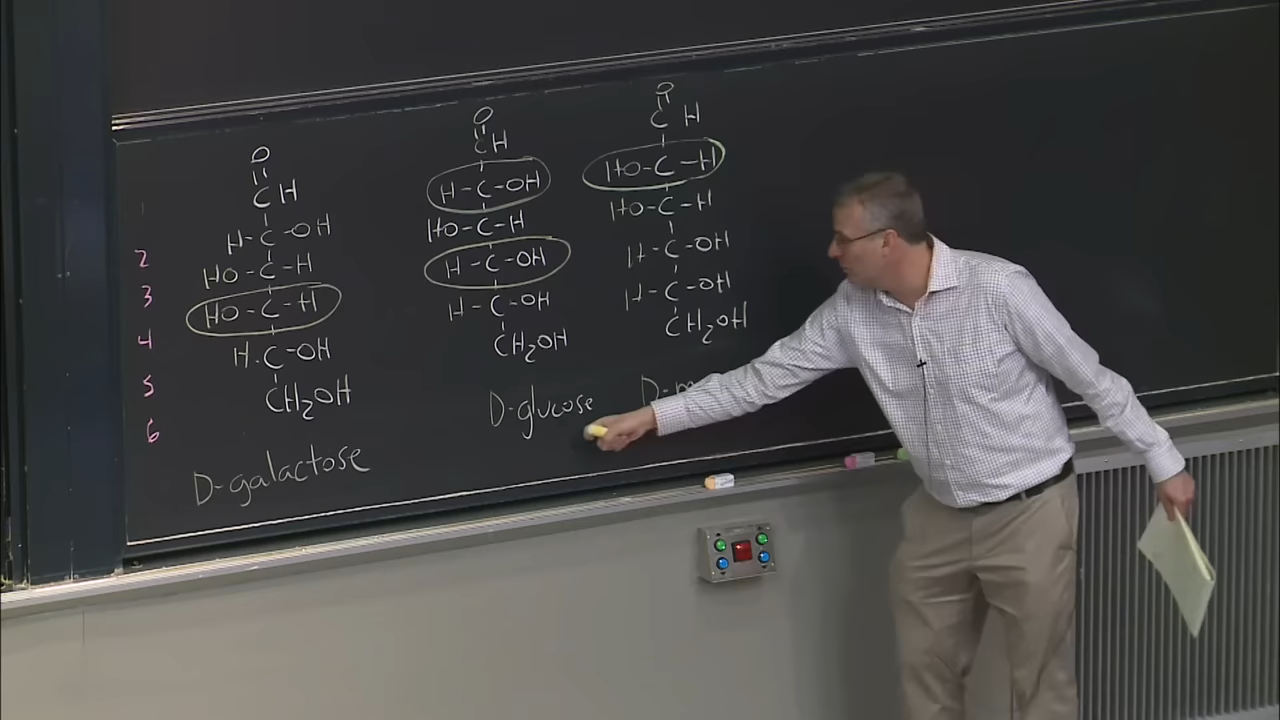 O
CH
H-C-OH
HO-C-H
HO-C-H
H-C-OH
CH2OH
D-galactose
2
3
4
5
6
O
CH
H-C-OH
HO-C-H
H-C-OH
H-C-OH
CH2OH
D-glucose
O
CH
HO-C-H
HO-C-H
H-C-OH
H-C-OH
CH2OH
D-m